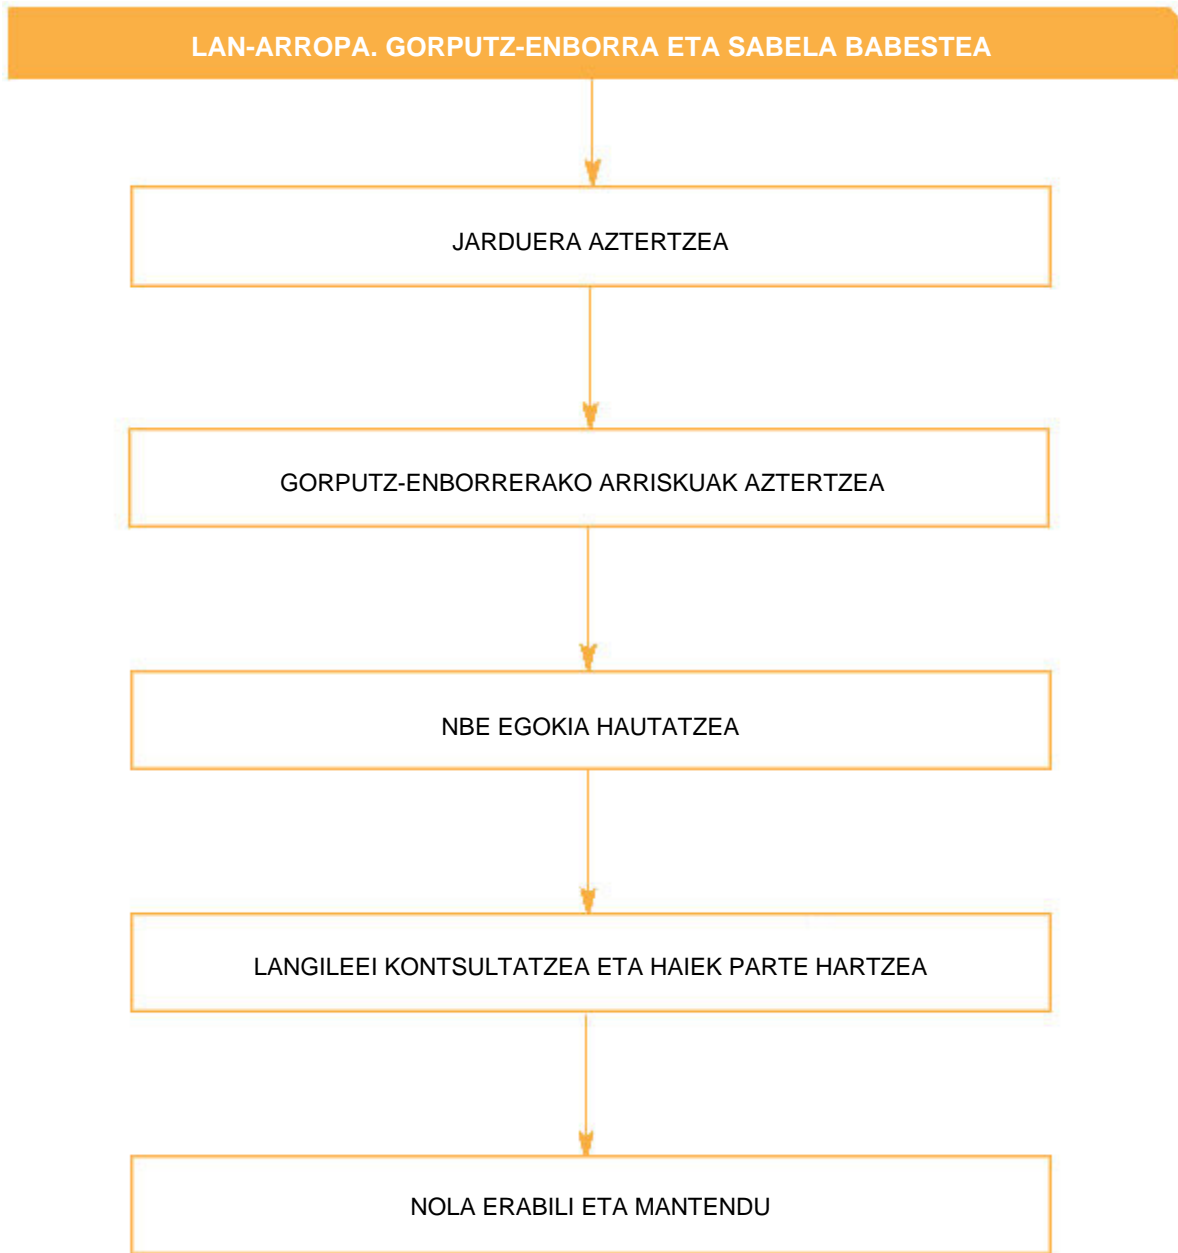 LAN-ARROPA. GORPUTZ-ENBORRA ETA SABELA BABESTEA
JARDUERA AZTERTZEA
GORPUTZ-ENBORRERAKO ARRISKUAK AZTERTZEA
NBE EGOKIA HAUTATZEA
LANGILEEI KONTSULTATZEA ETA HAIEK PARTE HARTZEA
NOLA ERABILI ETA MANTENDU